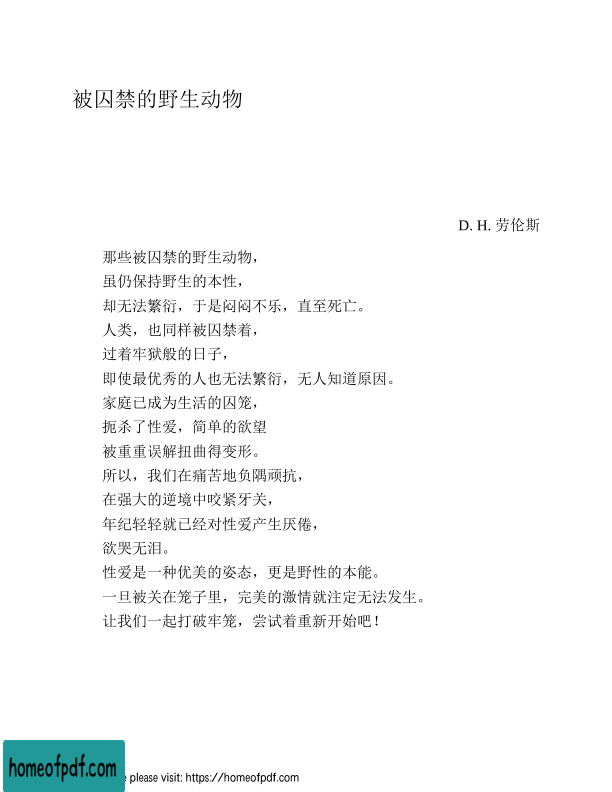 被囚禁的野生动物
D. H. 劳伦斯
那些被囚禁的野生动物，
虽仍保持野生的本性，
却无法繁衍，于是闷闷不乐，直至死亡。
人类，也同样被囚禁着，
过着牢狱般的日子，
即使最优秀的人也无法繁衍，无人知道原因。
家庭已成为生活的囚笼，
扼杀了性爱，简单的欲望
被重重误解扭曲得变形。
所以，我们在痛苦地负隅顽抗，
在强大的逆境中咬紧牙关，
年纪轻轻就已经对性爱产生厌倦，
欲哭无泪。
性爱是一种优美的姿态，更是野性的本能。
一旦被关在笼子里，完美的激情就注定无法发生。
让我们一起打破牢笼，尝试着重新开始吧！
homeofpdf.com
please visit: https://homeofpdf.com